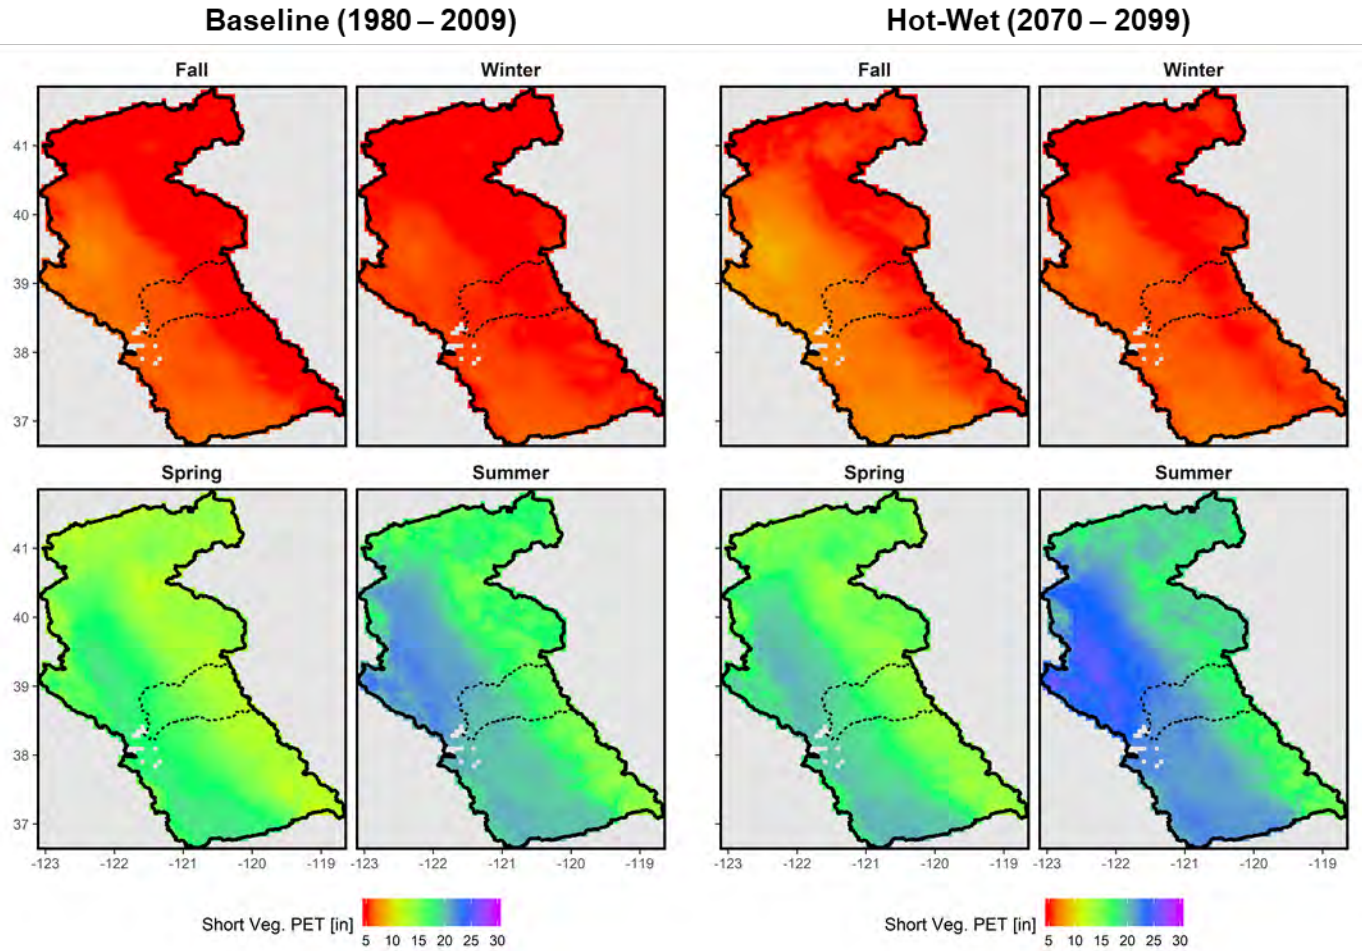 Baseline (1980 – 2009) Hot-Wet (2070 – 2099)
Fall Winter Fall Winter
41
40
39
38
37
Spring Summer Spring Summer
41
40
39
38
37
-123 -122 -121 -120 -119 -123 -122 -121 -120 -119 -123 -122 -121 -120 -119 -123 -122 -121 -120 -119
Short Veg. PET [in] Short Veg. PET [in]
5 10 15 20 25 30 5 10 15 20 25 30